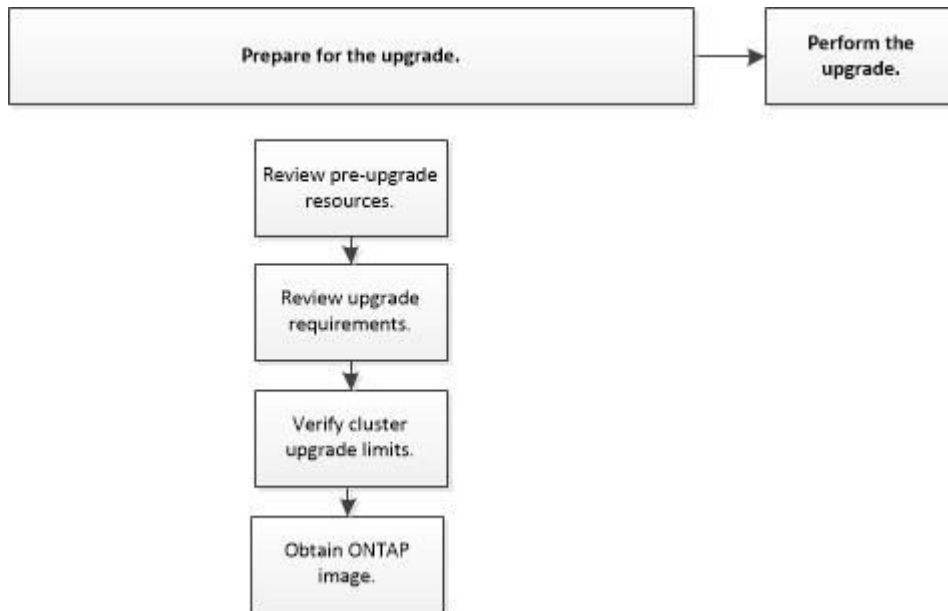 Prepare for the upgrade.
Perform the
upgrade.
Review pre-upgrade
resources.
Review upgrade
requirements.
Verify cluster
upgrade limits.
Obtain ONTAP
image.